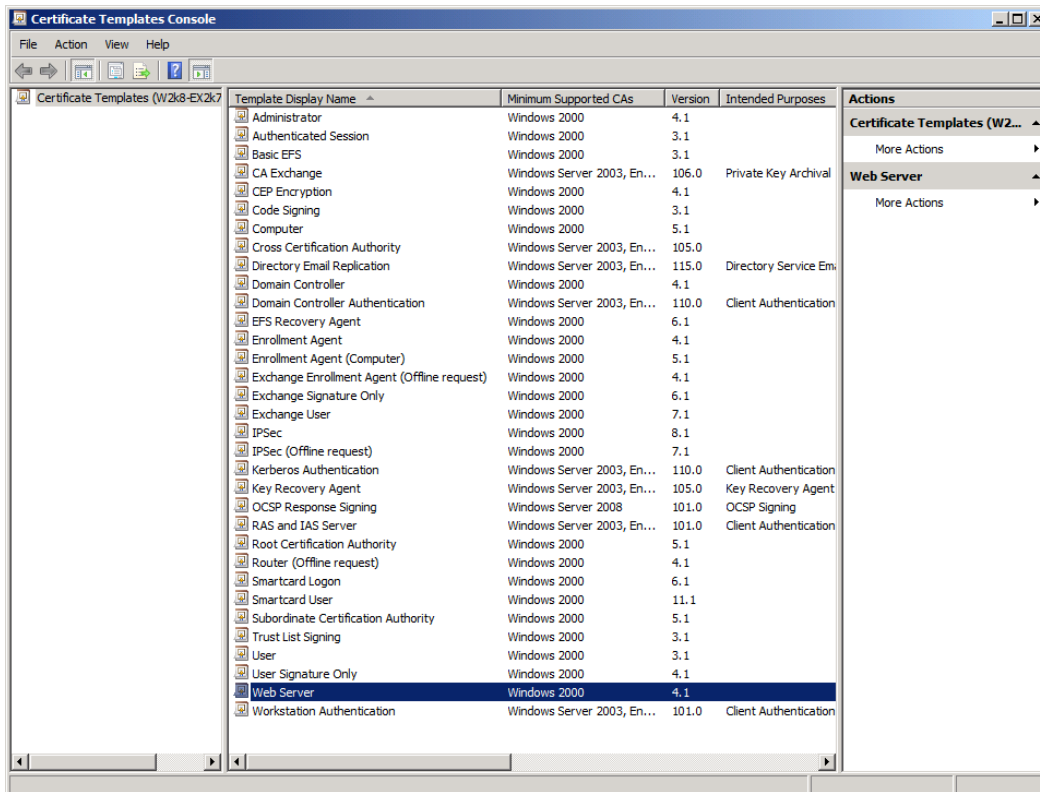 Certificate Templates Console
File Action View Help
Certificate Templates (W2k8-EX2k7
Template Display Name Minimum Supported CAs Version Intended Purposes
Administrator Windows 2000 4.1
Authenticated Session Windows 2000 3.1
Basic EFS Windows 2000 3.1
CA Exchange Windows Server 2003, En... 106.0 Private Key Archival
CEP Encryption Windows 2000 4.1
Code Signing Windows 2000 3.1
Computer Windows 2000 5.1
Cross Certification Authority Windows Server 2003, En... 105.0
Directory Email Replication Windows Server 2003, En... 115.0 Directory Service Ema
Domain Controller Windows 2000 4.1
Domain Controller Authentication Windows Server 2003, En... 110.0 Client Authentication
EFS Recovery Agent Windows 2000 6.1
Enrollment Agent Windows 2000 4.1
Enrollment Agent (Computer) Windows 2000 5.1
Exchange Enrollment Agent (Offline request) Windows 2000 4.1
Exchange Signature Only Windows 2000 6.1
Exchange User Windows 2000 7.1
IPSec Windows 2000 8.1
IPSec (Offline request) Windows 2000 7.1
Kerberos Authentication Windows Server 2003, En... 110.0 Client Authentication
Key Recovery Agent Windows Server 2003, En... 105.0 Key Recovery Agent
OCSP Response Signing Windows Server 2008 101.0 OCSP Signing
RAS and IAS Server Windows Server 2003, En... 101.0 Client Authentication
Root Certification Authority Windows 2000 5.1
Router (Offline request) Windows 2000 4.1
Smartcard Logon Windows 2000 6.1
Smartcard User Windows 2000 11.1
Subordinate Certification Authority Windows 2000 5.1
Trust List Signing Windows 2000 3.1
User Windows 2000 3.1
User Signature Only Windows 2000 4.1
Web Server Windows 2000 4.1
Workstation Authentication Windows Server 2003, En... 101.0 Client Authentication
Actions
Certificate Templates (W2...
More Actions
Web Server
More Actions